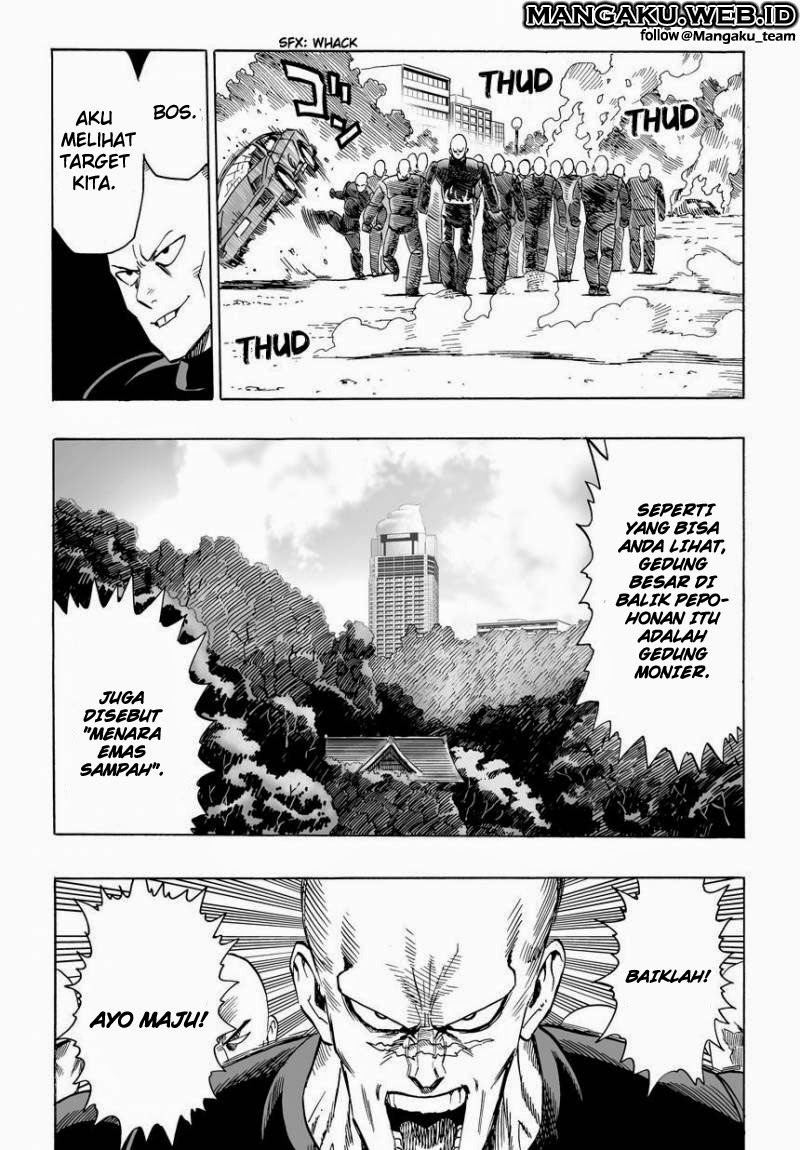 MANGAKU.WEB.ID
follow @Mangaku_team
SFX: WHACK
THUD
THUD
ゴッ
THUD
BOS.
AKU
MELIHAT
TARGET
KITA.
SEPERTI
YANG BISA
ANDA LIHAT,
GEDUNG
BESAR DI
BALIK PEPO-
HONAN ITU
ADALAH
GEDUNG
MONIER.
JUGA
DISEBUT
"MENARA
EMAS
SAMPAH".
BAIKLAH!
AYO MAJU!